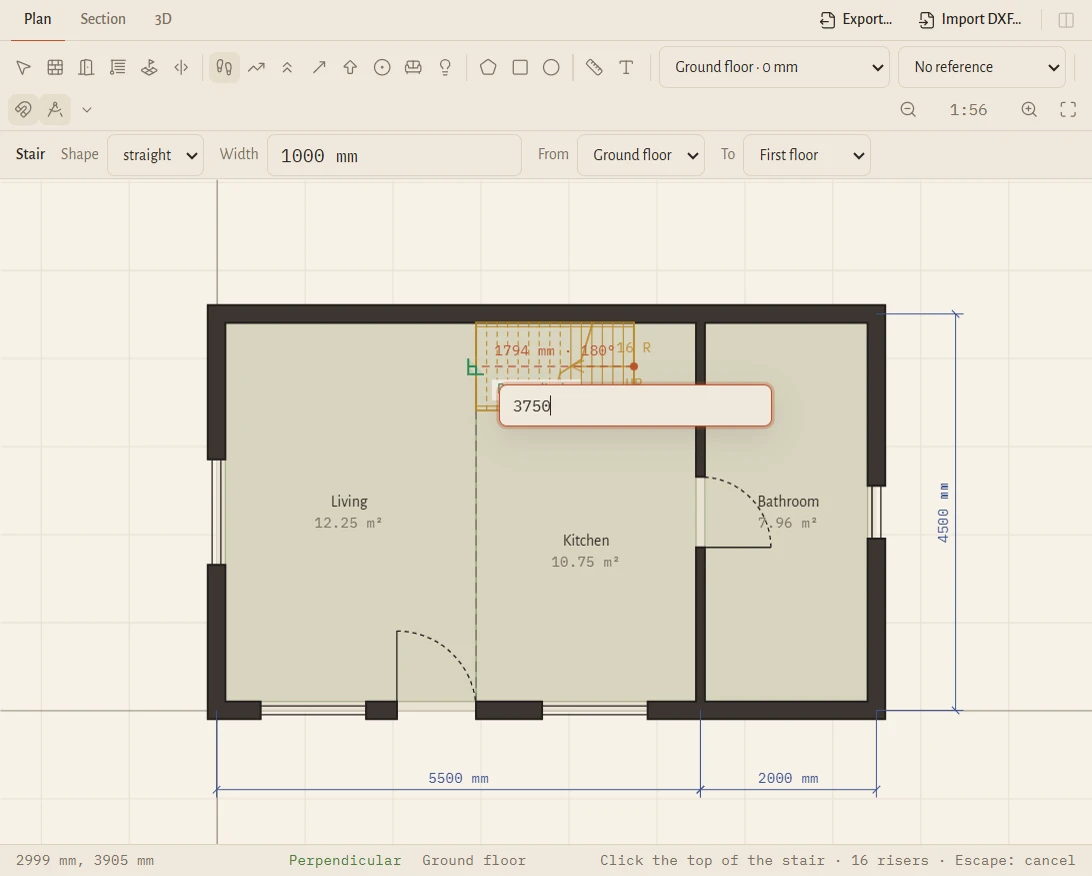 Plan Section 3D Export... Import DXF...
Ground floor · 0 mm No reference
1:56
Stair Shape straight Width 1000 mm From Ground floor To First floor
1794 mm · 180° 16 R
UP
3750
Living
12.25 m²
Kitchen
10.75 m²
Bathroom
7.96 m²
4500 mm
5500 mm 2000 mm
2999 mm, 3905 mm Perpendicular Ground floor Click the top of the stair · 16 risers · Escape: cancel